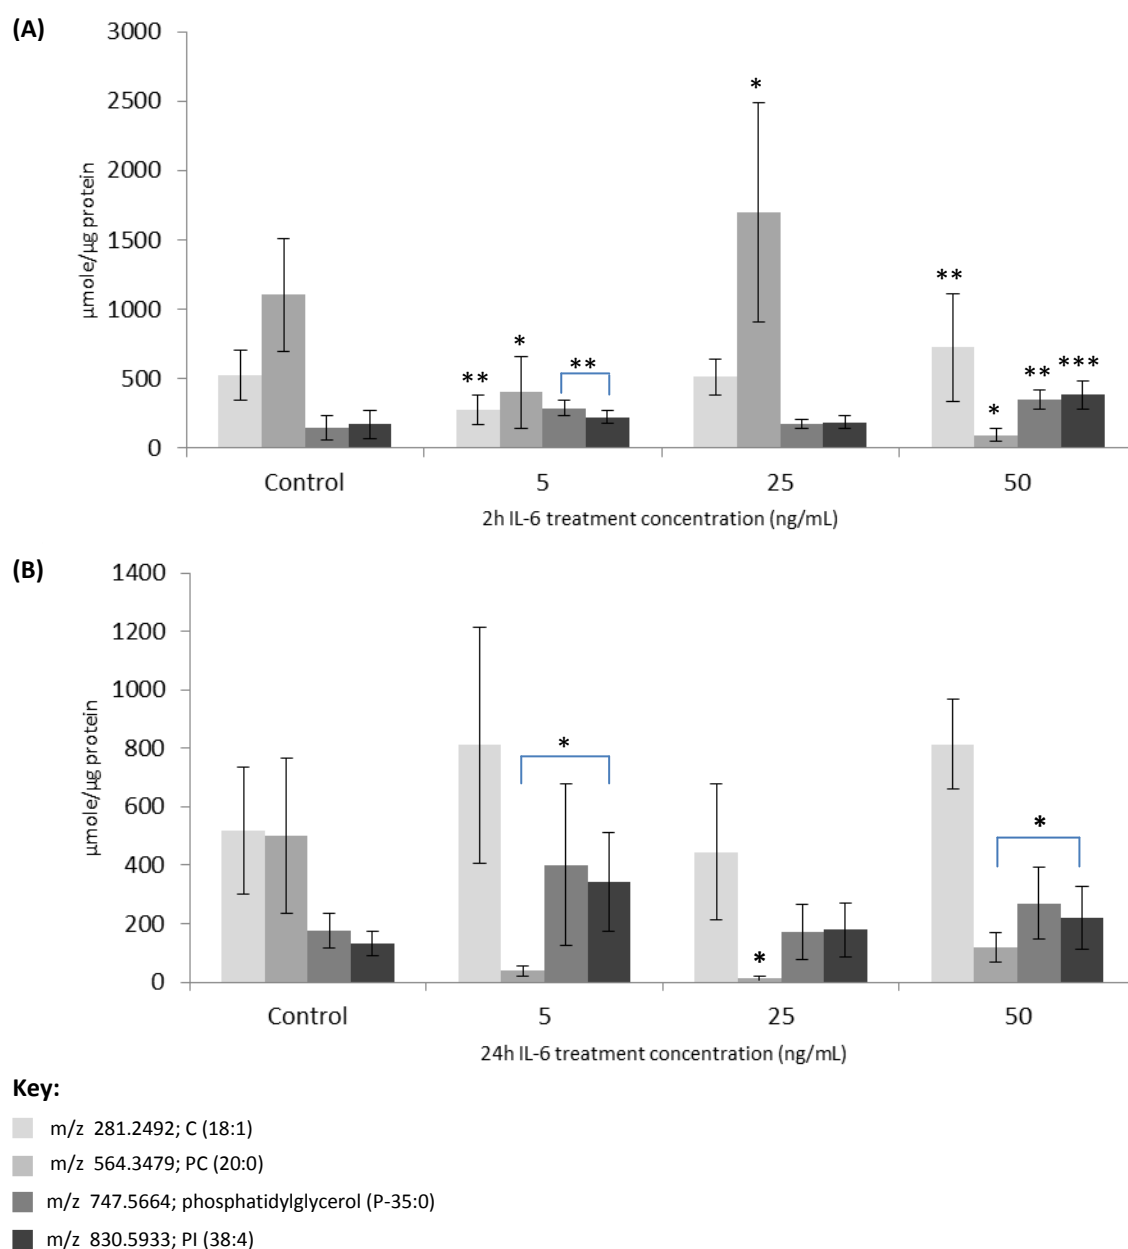 (A)
3000
2500
2000
1500
1000
500
0
µmole/µg protein
*
**
*
**
**
*
**
***
Control 5 25 50
2h IL-6 treatment concentration (ng/mL)
(B)
1400
1200
1000
800
600
400
200
0
µmole/µg protein
*
*
*
Control 5 25 50
24h IL-6 treatment concentration (ng/mL)
Key:
m/z 281.2492; C (18:1)
m/z 564.3479; PC (20:0)
m/z 747.5664; phosphatidylglycerol (P-35:0)
m/z 830.5933; PI (38:4)